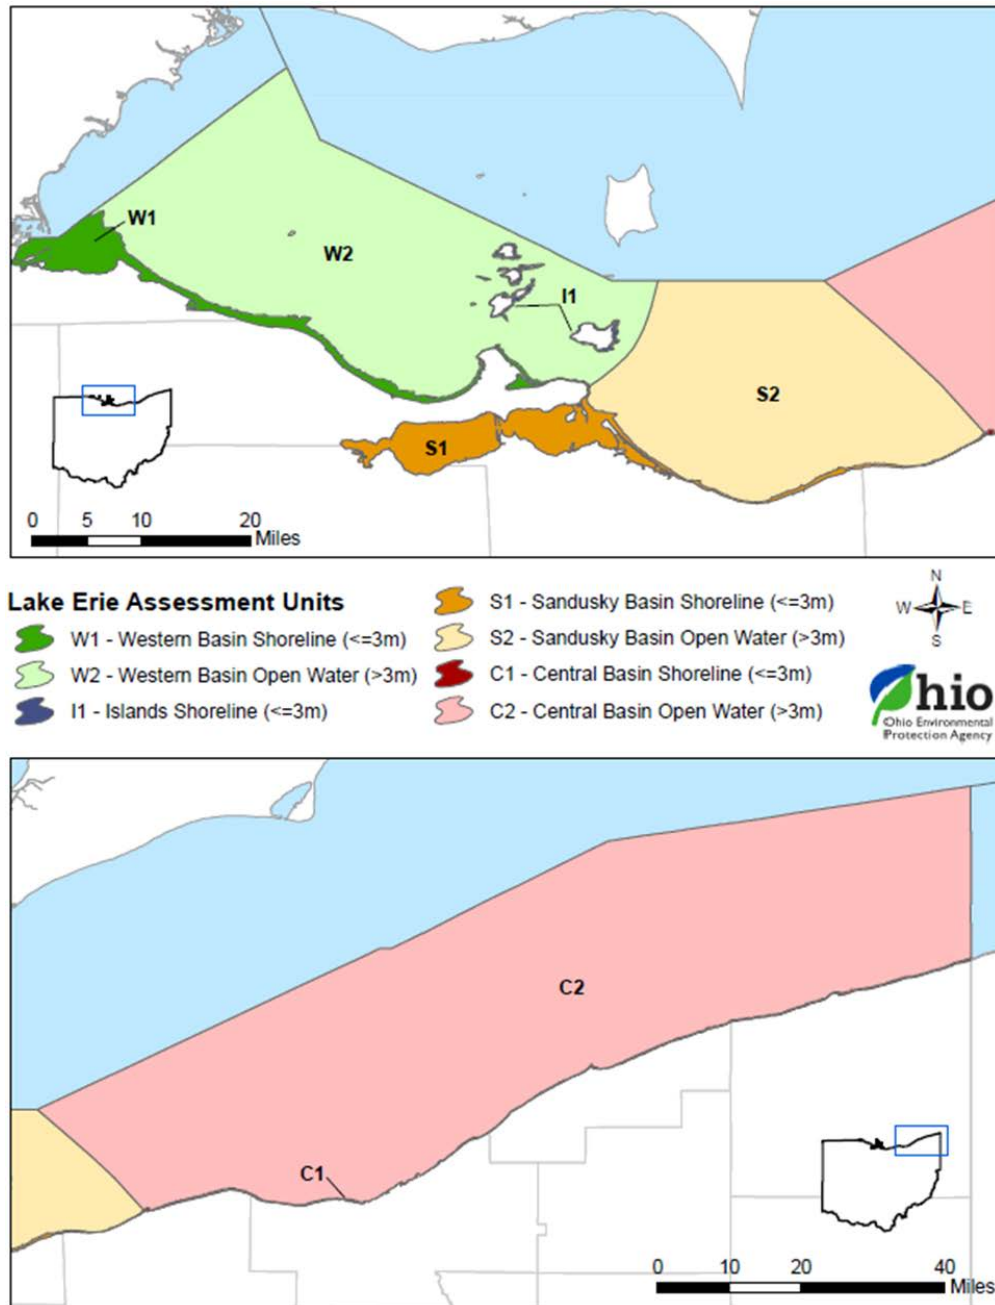 W1
W2
I1
S2
S1
0 5 10 20
Miles
Lake Erie Assessment Units
W1 - Western Basin Shoreline (<=3m)
W2 - Western Basin Open Water (>3m)
I1 - Islands Shoreline (<=3m)
S1 - Sandusky Basin Shoreline (<=3m)
S2 - Sandusky Basin Open Water (>3m)
C1 - Central Basin Shoreline (<=3m)
C2 - Central Basin Open Water (>3m)
N
W E
S
Ohio
Ohio Environmental
Protection Agency
C2
C1
0 10 20 40
Miles